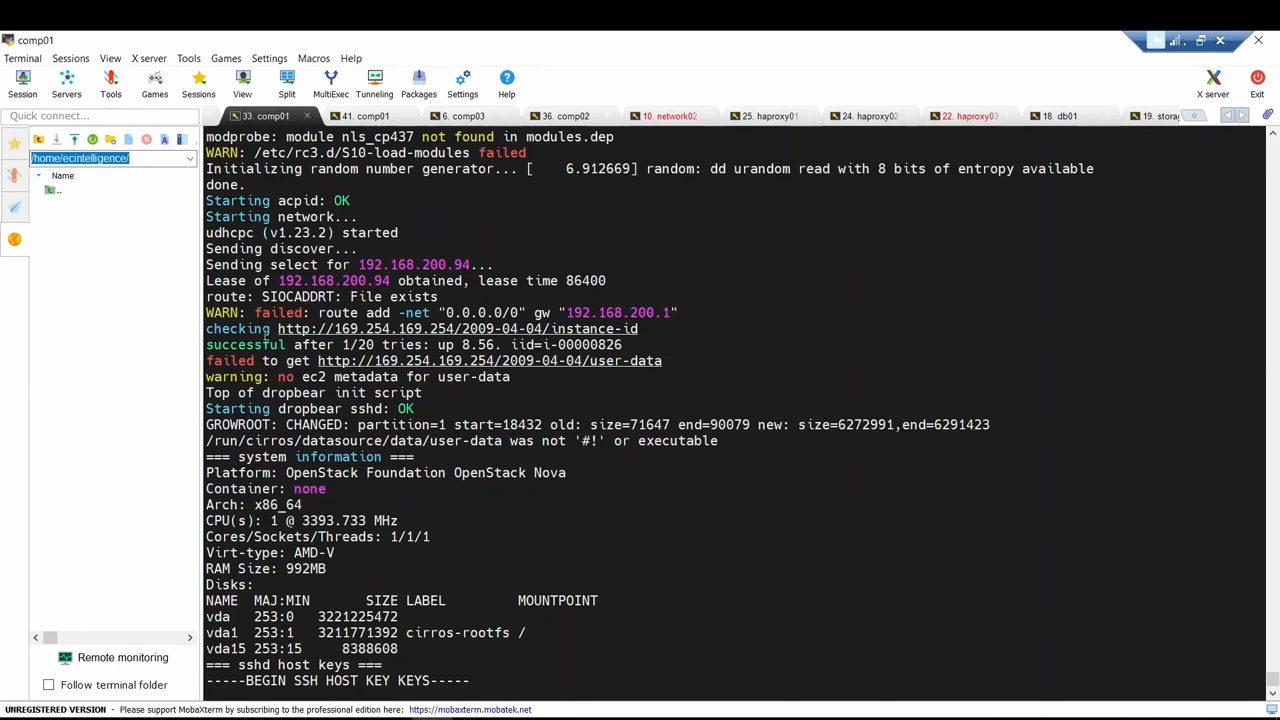 comp01
Terminal Sessions View X server Tools Games Settings Macros Help
Session Servers Tools Games Sessions View Split MultiExec Tunneling Packages Settings Help X server Exit
Quick connect...
33. comp01 41. comp01 6. comp03 36. comp02 10. network02 25. haproxy01 24. haproxy02 22. haproxy03 18. db01 19. storag
/home/ecintelligence/
Name
..
modprobe: module nls_cp437 not found in modules.dep
WARN: /etc/rc3.d/S10-load-modules failed
Initializing random number generator... [    6.912669] random: dd urandom read with 8 bits of entropy available
done.
Starting acpid: OK
Starting network...
udhcpc (v1.23.2) started
Sending discover...
Sending select for 192.168.200.94...
Lease of 192.168.200.94 obtained, lease time 86400
route: SIOCADDRT: File exists
WARN: failed: route add -net "0.0.0.0/0" gw "192.168.200.1"
checking http://169.254.169.254/2009-04-04/instance-id
successful after 1/20 tries: up 8.56. iid=i-00000826
failed to get http://169.254.169.254/2009-04-04/user-data
warning: no ec2 metadata for user-data
Top of dropbear init script
Starting dropbear sshd: OK
GROWROOT: CHANGED: partition=1 start=18432 old: size=71647 end=90079 new: size=6272991,end=6291423
/run/cirros/datasource/data/user-data was not '#!' or executable
=== system information ===
Platform: OpenStack Foundation OpenStack Nova
Container: none
Arch: x86_64
CPU(s): 1 @ 3393.733 MHz
Cores/Sockets/Threads: 1/1/1
Virt-type: AMD-V
RAM Size: 992MB
Disks:
NAME  MAJ:MIN       SIZE LABEL         MOUNTPOINT
vda   253:0   3221225472
vda1  253:1   3211771392 cirros-rootfs /
vda15 253:15     8388608
=== sshd host keys ===
-----BEGIN SSH HOST KEY KEYS-----
Remote monitoring
Follow terminal folder
UNREGISTERED VERSION - Please support MobaXterm by subscribing to the professional edition here: https://mobaxterm.mobatek.net